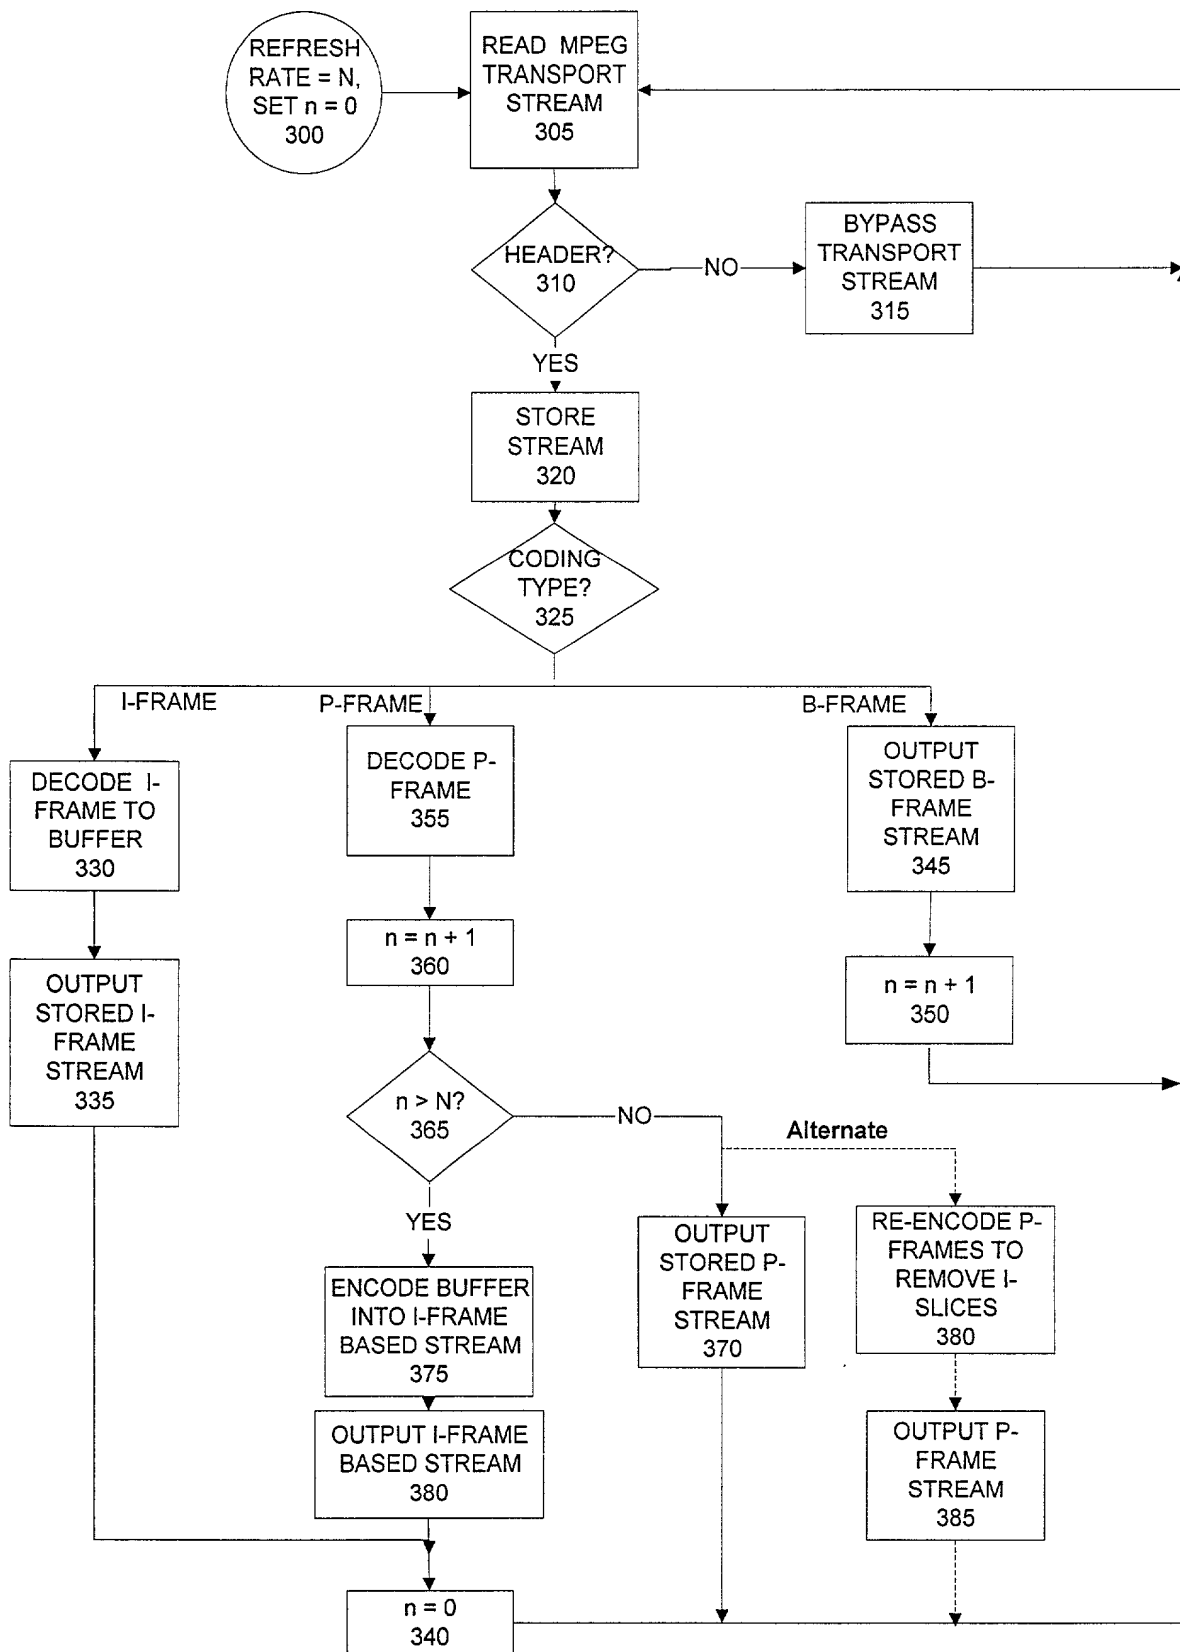 REFRESH
RATE = N,
SET n = 0
300
READ MPEG
TRANSPORT
STREAM
305
HEADER?
310
NO
BYPASS
TRANSPORT
STREAM
315
YES
STORE
STREAM
320
CODING
TYPE?
325
I-FRAME
P-FRAME
B-FRAME
DECODE I-
FRAME TO
BUFFER
330
DECODE P-
FRAME
355
OUTPUT
STORED B-
FRAME
STREAM
345
n = n + 1
360
n = n + 1
350
OUTPUT
STORED I-
FRAME
STREAM
335
n > N?
365
NO
Alternate
YES
OUTPUT
STORED P-
FRAME
STREAM
370
RE-ENCODE P-
FRAMES TO
REMOVE I-
SLICES
380
ENCODE BUFFER
INTO I-FRAME
BASED STREAM
375
OUTPUT I-FRAME
BASED STREAM
380
OUTPUT P-
FRAME
STREAM
385
n = 0
340